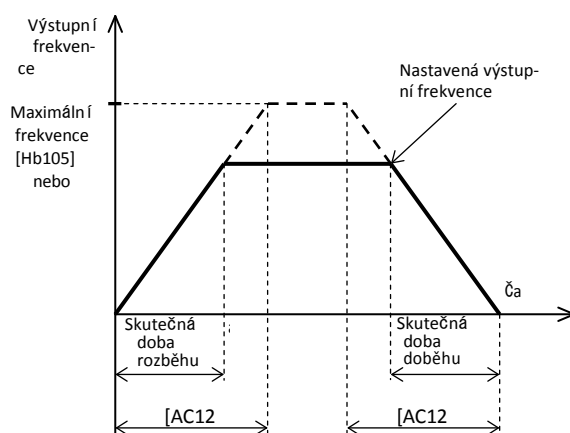 Výstupní
frekven-
ce
Maximální
frekvence
[Hb105]
nebo
Nastavená výstup-
ní frekvence
Ča
Skutečná
doba
rozběhu
Skutečná
doba
doběhu
[AC12
[AC12